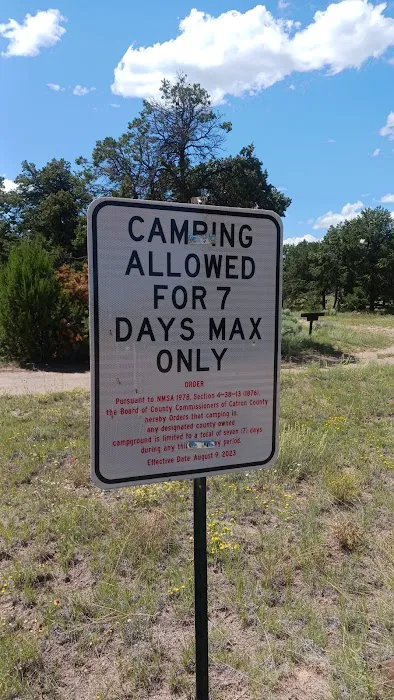 CAMPING
ALLOWED
FOR 7
DAYS MAX
ONLY
ORDER
Pursuant to NMSA 1978, Section 4-38-13 (1876),
the Board of County Commissioners of Catron County
hereby Orders that camping in
any designated county owned
campground is limited to a total of seven (7) days
during any period.
Effective Date August 9, 2023